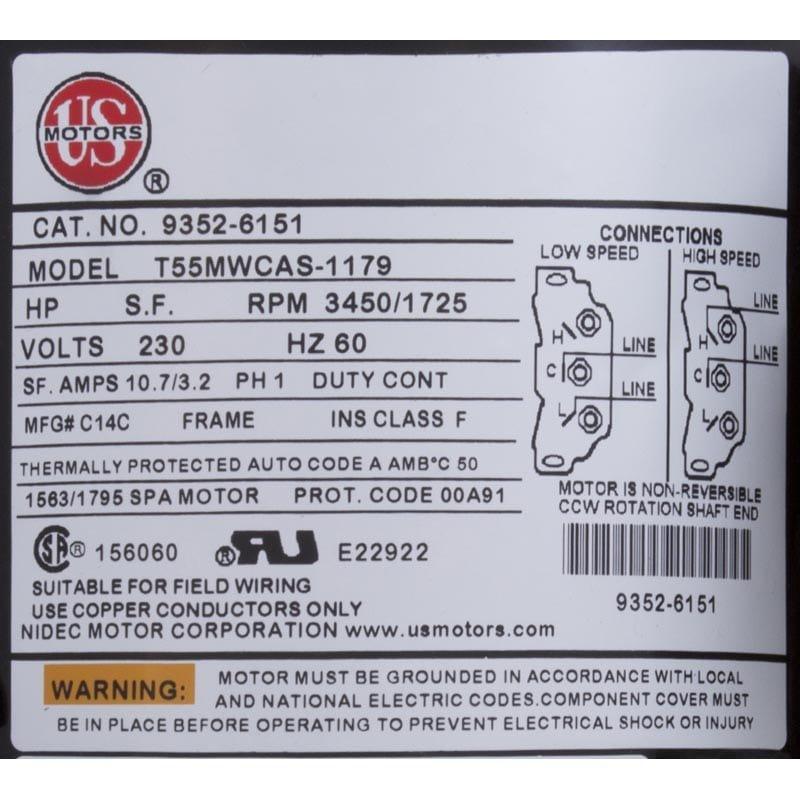 US
MOTORS
®
CAT. NO. 9352-6151
MODEL T55MWCAS-1179
HP S.F. RPM 3450/1725
VOLTS 230 HZ 60
SF. AMPS 10.7/3.2 PH 1 DUTY CONT
MFG# C14C FRAME INS CLASS F
THERMALLY PROTECTED AUTO CODE A AMB°C 50
1563/1795 SPA MOTOR PROT. CODE 00A91
CONNECTIONS
LOW SPEED HIGH SPEED
H
C
L
LINE
LINE
H
C
L
LINE
LINE
MOTOR IS NON-REVERSIBLE
CCW ROTATION SHAFT END
SA® 156060 ®RU E22922
9352-6151
SUITABLE FOR FIELD WIRING
USE COPPER CONDUCTORS ONLY
NIDEC MOTOR CORPORATION www.usmotors.com
WARNING: MOTOR MUST BE GROUNDED IN ACCORDANCE WITH LOCAL
AND NATIONAL ELECTRIC CODES.COMPONENT COVER MUST
BE IN PLACE BEFORE OPERATING TO PREVENT ELECTRICAL SHOCK OR INJURY